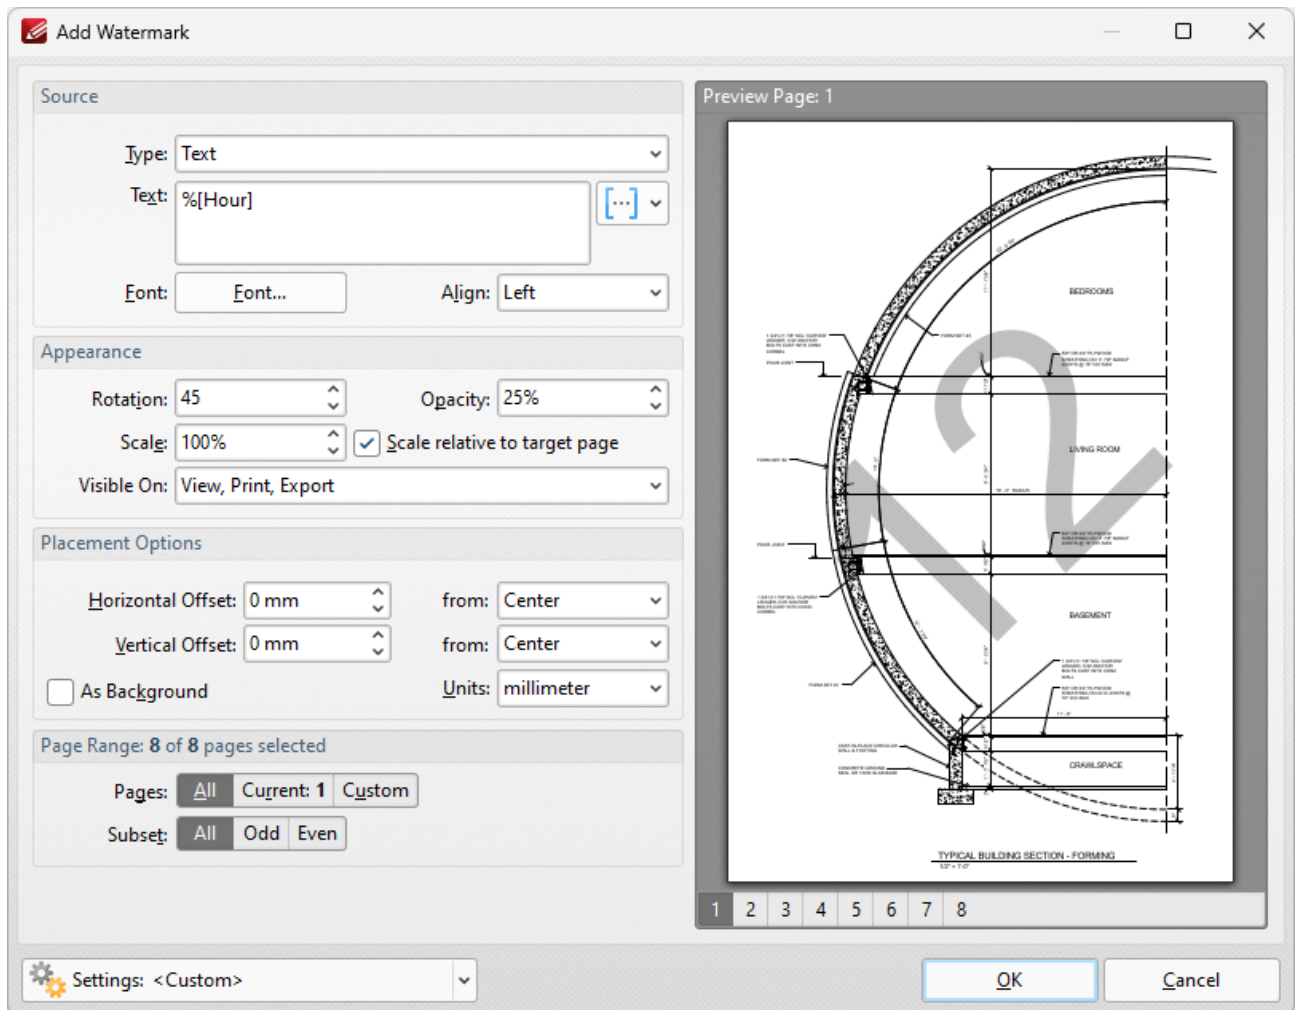 Add Watermark
Source
Type: Text
Text: %[Hour]
Font: Font... Align: Left
Appearance
Rotation: 45 Opacity: 25%
Scale: 100% Scale relative to target page
Visible On: View, Print, Export
Placement Options
Horizontal Offset: 0 mm from: Center
Vertical Offset: 0 mm from: Center
As Background Units: millimeter
Page Range: 8 of 8 pages selected
Pages: All Current: 1 Custom
Subset: All Odd Even
Preview Page: 1
BEDROOMS
12
LIVING ROOM
BASEMENT
CRAWLSPACE
TYPICAL BUILDING SECTION - FORMING
1 2 3 4 5 6 7 8
Settings: <Custom>
OK Cancel